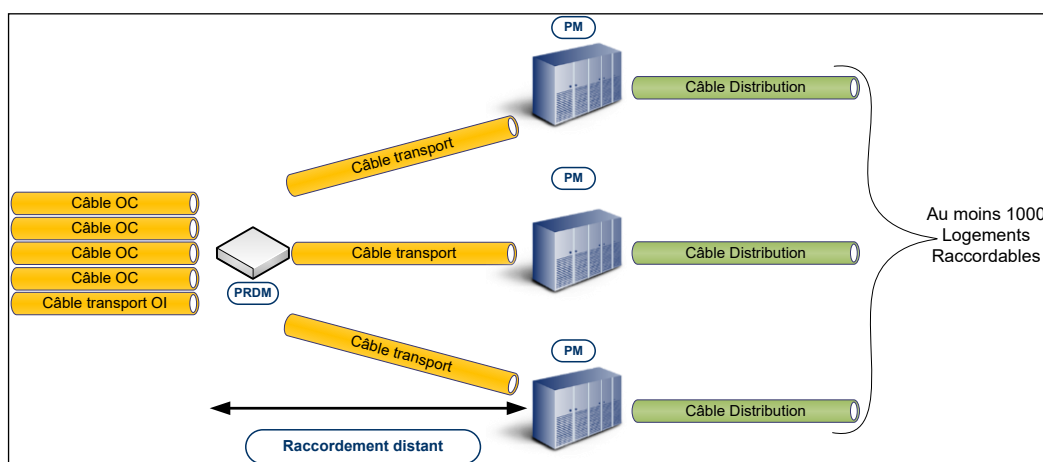 PM
Câble Distribution
Câble transport
PM
Câble OC
Câble OC
Câble OC
Câble OC
Câble transport OI
PRDM
Câble transport
Câble Distribution
Au moins 1000
Logements
Raccordables
Câble transport
PM
Câble Distribution
Raccordement distant